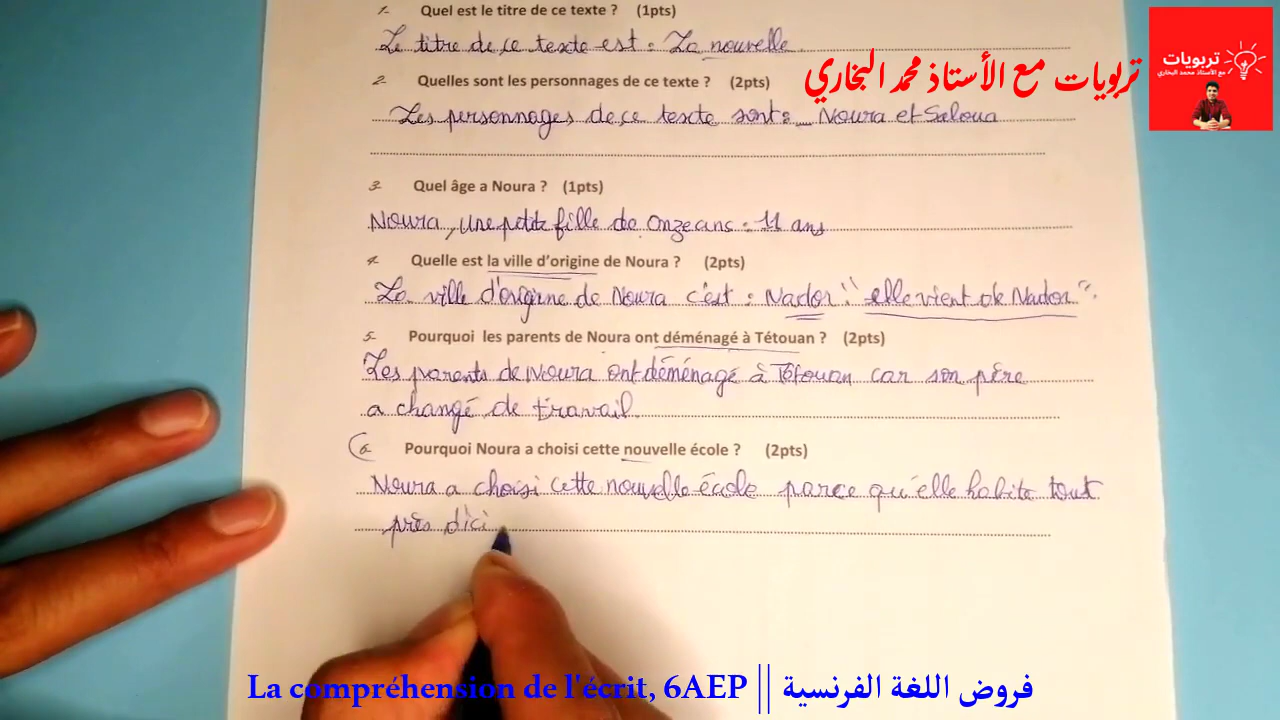 1. Quel est le titre de ce texte ? (1pts)
Le titre de ce texte est : La nouvelle.
2. Quelles sont les personnages de ce texte ? (2pts)
Les personnages de ce texte sont : Noura et Saloua
3. Quel âge a Noura ? (1pts)
Noura, une petite fille de onze ans : 11 ans
4. Quelle est la ville d'origine de Noura ? (2pts)
La ville d'origine de Noura c'est : Nador "elle vient de Nador".
5. Pourquoi les parents de Noura ont déménagé à Tétouan ? (2pts)
Les parents de Noura ont déménagé à Tétouan car son père
a changé de travail.
6. Pourquoi Noura a choisi cette nouvelle école ? (2pts)
Noura a choisi cette nouvelle école parce qu'elle habite tout
près d'ici
تربويات مع الأستاذ محمد البخاري
تربويات
مع الأستاذ محمد البخاري
La compréhension de l'écrit, 6AEP || فروض اللغة الفرنسية